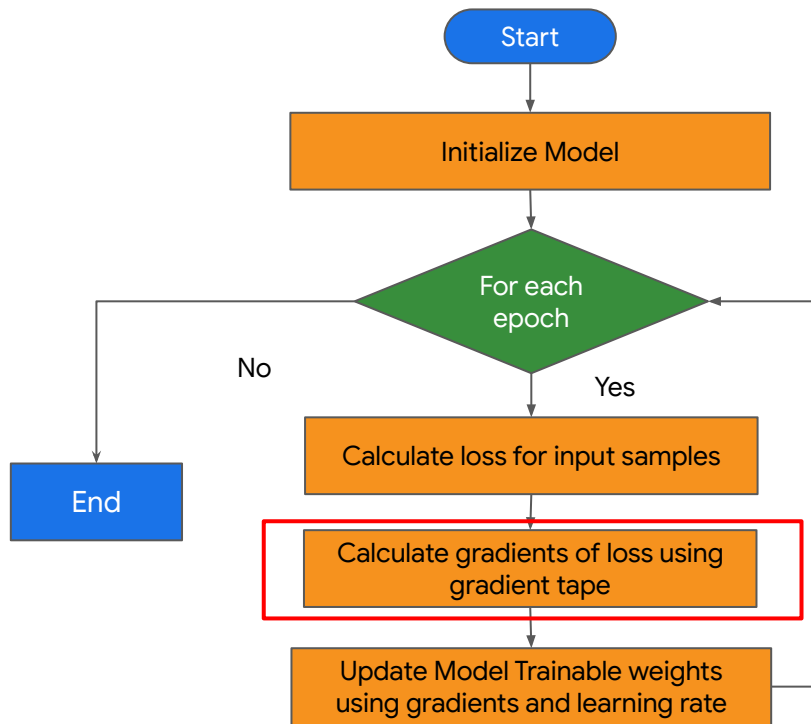 Start
Initialize Model
For each
epoch
No
Yes
Calculate loss for input samples
End
Calculate gradients of loss using
gradient tape
Update Model Trainable weights
using gradients and learning rate